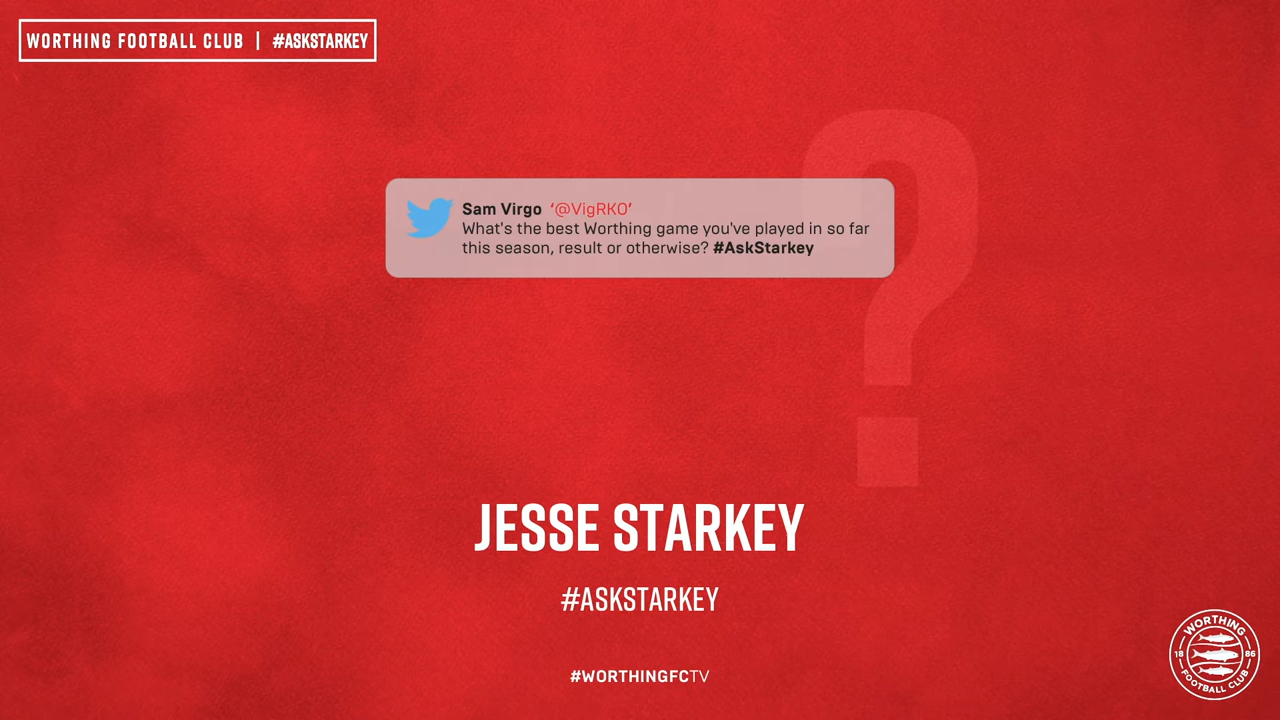 WORTHING FOOTBALL CLUB | #ASKSTARKEY
Sam Virgo ‘@VigRKO’
What's the best Worthing game you've played in so far
this season, result or otherwise? #AskStarkey
JESSE STARKEY
#ASKSTARKEY
#WORTHINGFCTV
WORTHING
18 86
FOOTBALL CLUB